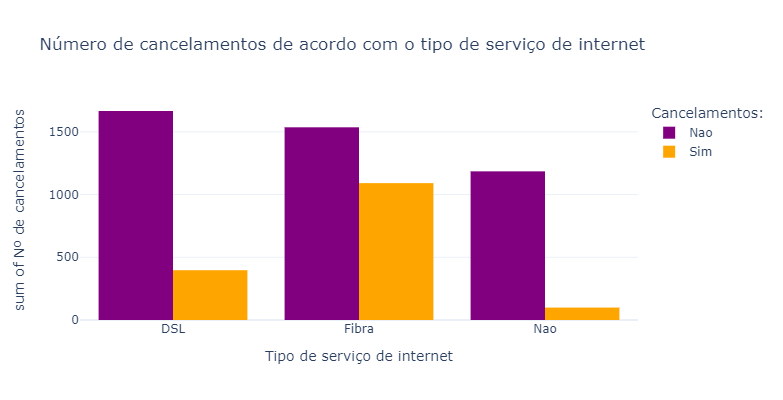 Número de cancelamentos de acordo com o tipo de serviço de internet
sum of Nº de cancelamentos
1500
1000
500
0
DSL
Fibra
Nao
Tipo de serviço de internet
Cancelamentos:
Nao
Sim